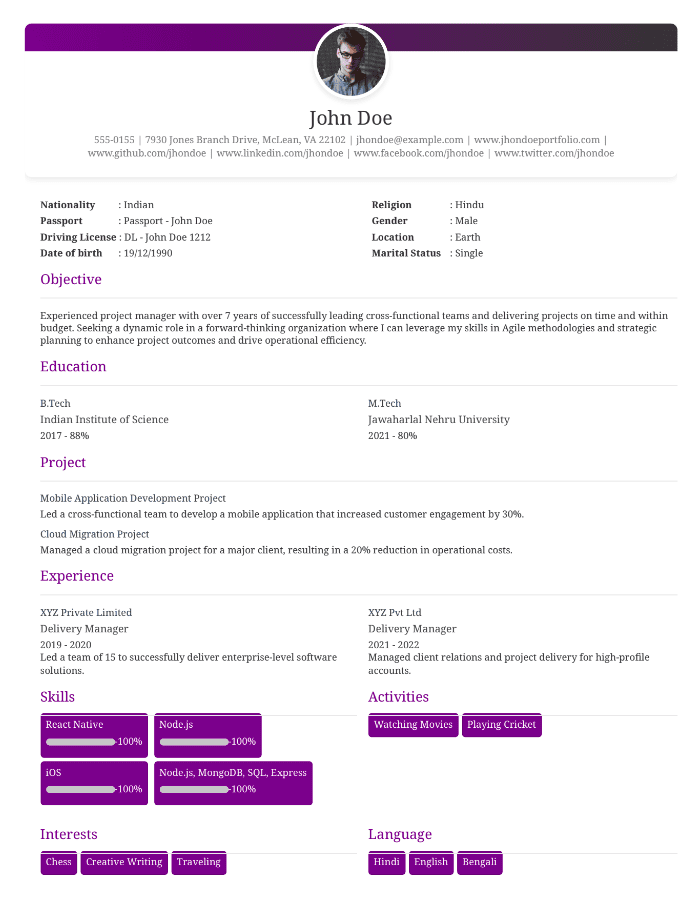 John Doe
555-0155 | 7930 Jones Branch Drive, McLean, VA 22102 | jhondoe@example.com | www.jhondoeportfolio.com |
www.github.com/jhondoe | www.linkedin.com/jhondoe | www.facebook.com/jhondoe | www.twitter.com/jhondoe
Nationality : Indian
Passport : Passport - John Doe
Driving License : DL - John Doe 1212
Date of birth : 19/12/1990
Religion : Hindu
Gender : Male
Location : Earth
Marital Status : Single
Objective
Experienced project manager with over 7 years of successfully leading cross-functional teams and delivering projects on time and within
budget. Seeking a dynamic role in a forward-thinking organization where I can leverage my skills in Agile methodologies and strategic
planning to enhance project outcomes and drive operational efficiency.
Education
B.Tech
Indian Institute of Science
2017 - 88%
M.Tech
Jawaharlal Nehru University
2021 - 80%
Project
Mobile Application Development Project
Led a cross-functional team to develop a mobile application that increased customer engagement by 30%.
Cloud Migration Project
Managed a cloud migration project for a major client, resulting in a 20% reduction in operational costs.
Experience
XYZ Private Limited
Delivery Manager
2019 - 2020
Led a team of 15 to successfully deliver enterprise-level software
solutions.
XYZ Pvt Ltd
Delivery Manager
2021 - 2022
Managed client relations and project delivery for high-profile
accounts.
Skills
React Native
100%
Node.js
100%
iOS
100%
Node.js, MongoDB, SQL, Express
100%
Activities
Watching Movies
Playing Cricket
Interests
Chess
Creative Writing
Traveling
Language
Hindi
English
Bengali